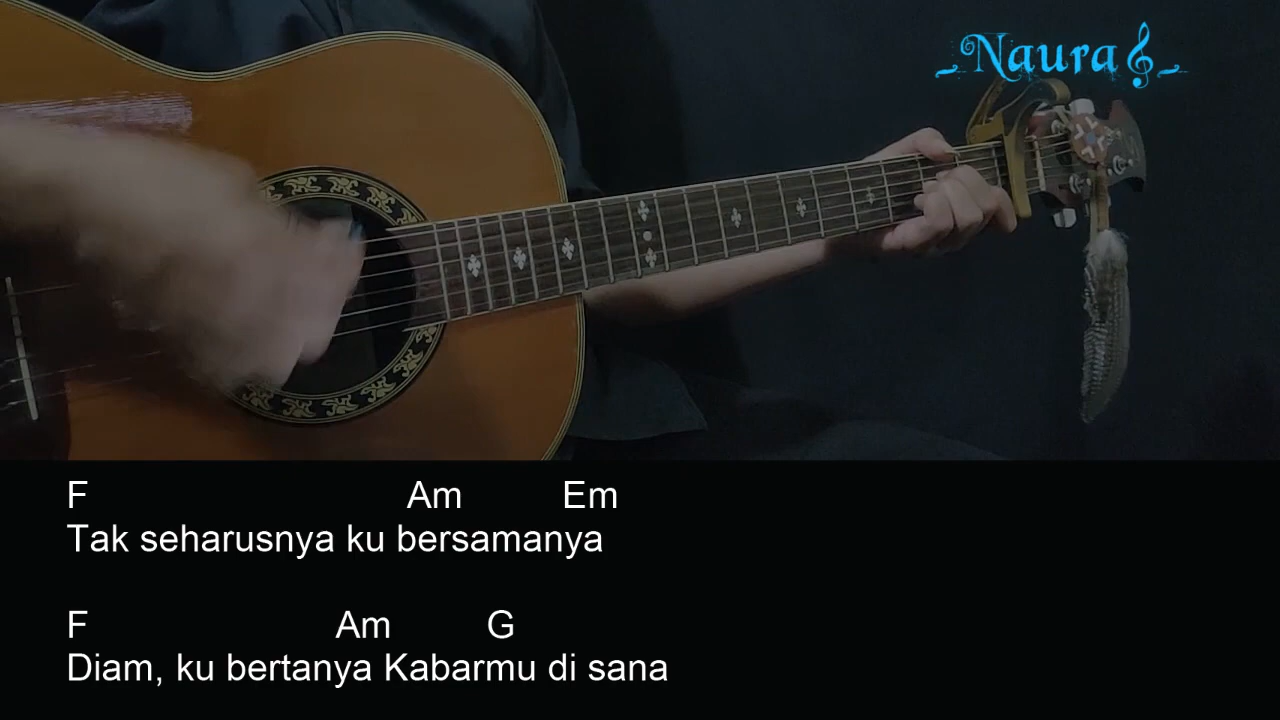 Naura
F Am Em
Tak seharusnya ku bersamanya
F Am G
Diam, ku bertanya Kabarmu di sana